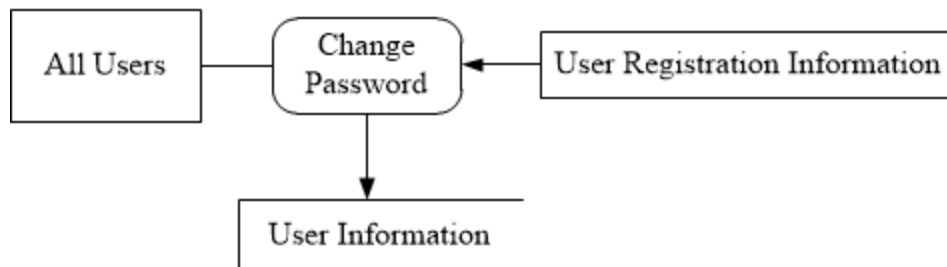 All Users
Change
Password
User Registration Information
User Information